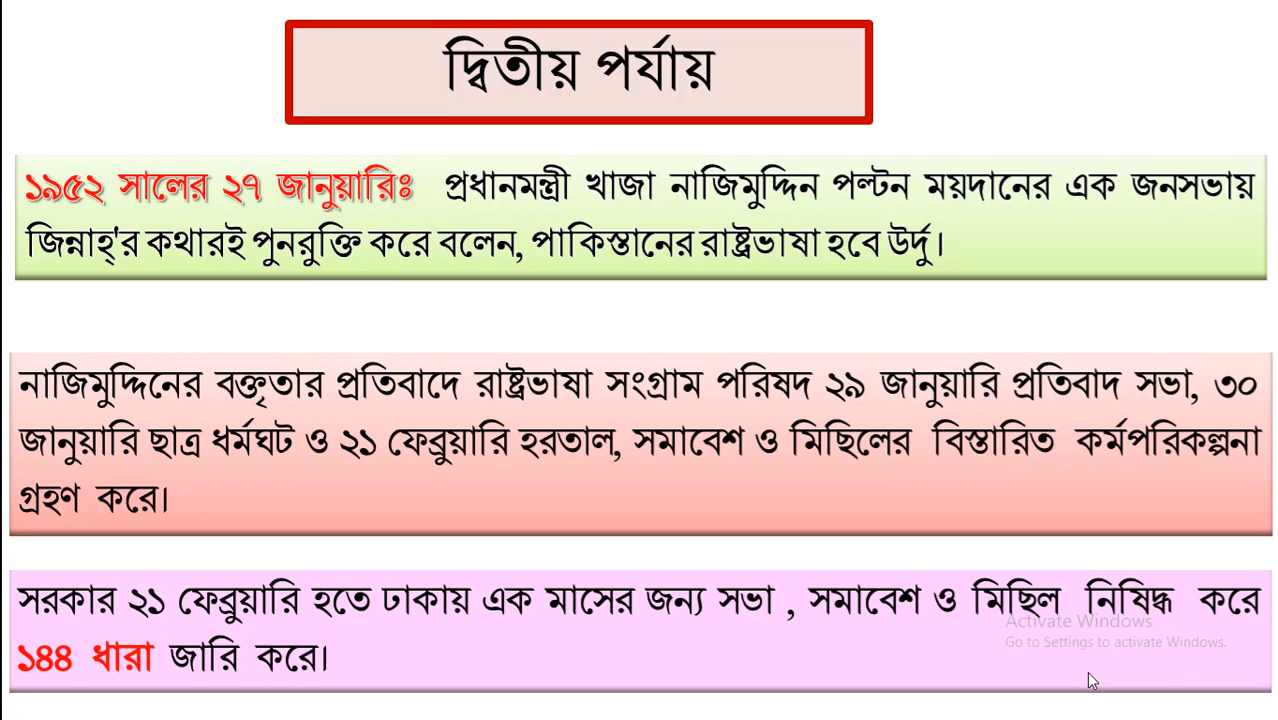 দ্বিতীয় পর্যায়
১৯৫২ সালের ২৭ জানুয়ারিঃ প্রধানমন্ত্রী খাজা নাজিমুদ্দিন পল্টন ময়দানের এক জনসভায়
জিন্নাহ্'র কথারই পুনরুক্তি করে বলেন, পাকিস্তানের রাষ্ট্রভাষা হবে উর্দু।
নাজিমুদ্দিনের বক্তৃতার প্রতিবাদে রাষ্ট্রভাষা সংগ্রাম পরিষদ ২৯ জানুয়ারি প্রতিবাদ সভা, ৩০
জানুয়ারি ছাত্র ধর্মঘট ও ২১ ফেব্রুয়ারি হরতাল, সমাবেশ ও মিছিলের বিস্তারিত কর্মপরিকল্পনা
গ্রহণ করে।
সরকার ২১ ফেব্রুয়ারি হতে ঢাকায় এক মাসের জন্য সভা , সমাবেশ ও মিছিল নিষিদ্ধ করে
১৪৪ ধারা জারি করে।
Activate Windows
Go to Settings to activate Windows.